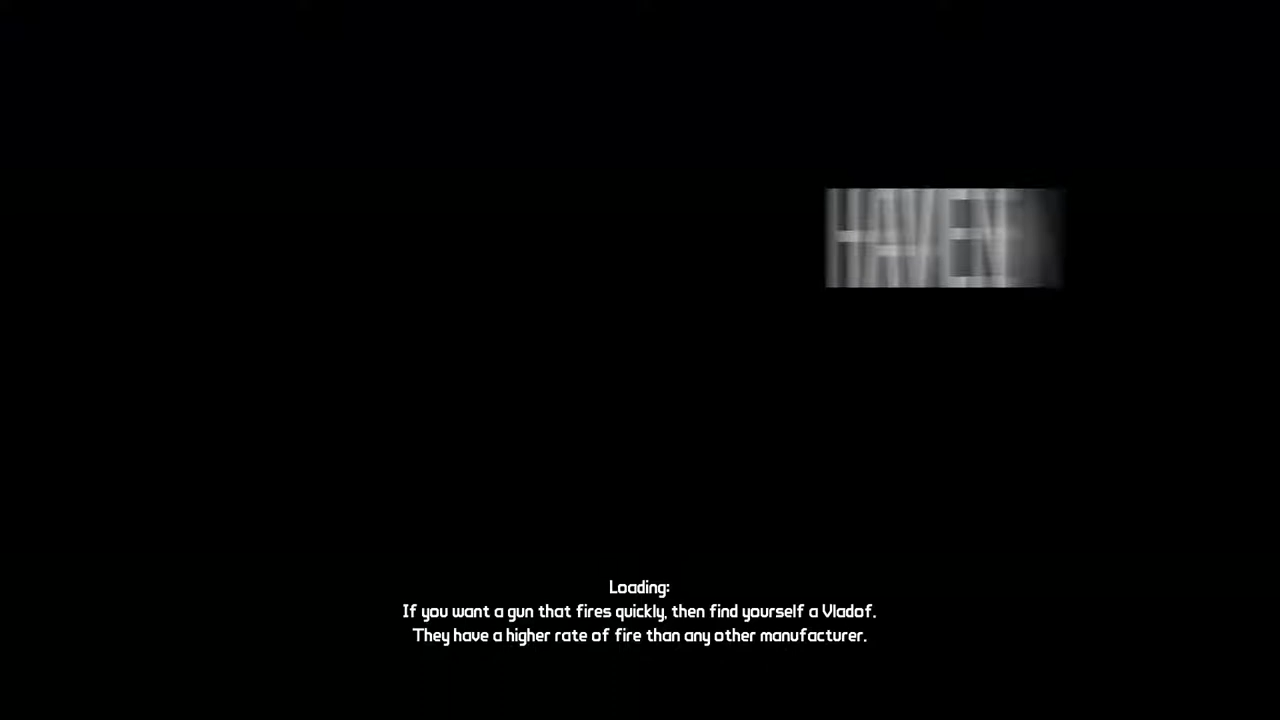 HAVEN
Loading:
If you want a gun that fires quickly, then find yourself a Vladof.
They have a higher rate of fire than any other manufacturer.